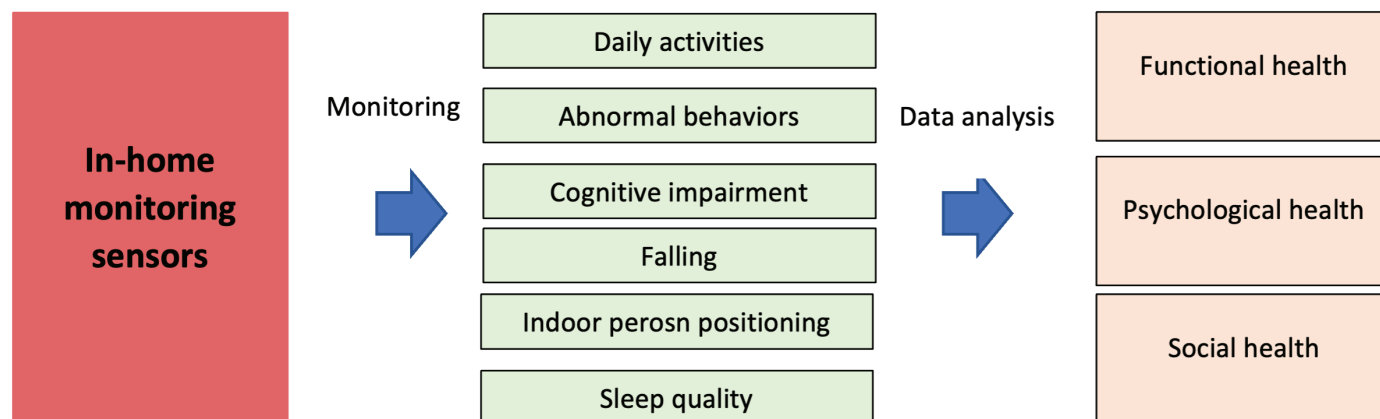 In-home
monitoring
sensors
Monitoring
Daily activities
Abnormal behaviors
Cognitive impairment
Falling
Indoor perosn positioning
Sleep quality
Data analysis
Functional health
Psychological health
Social health